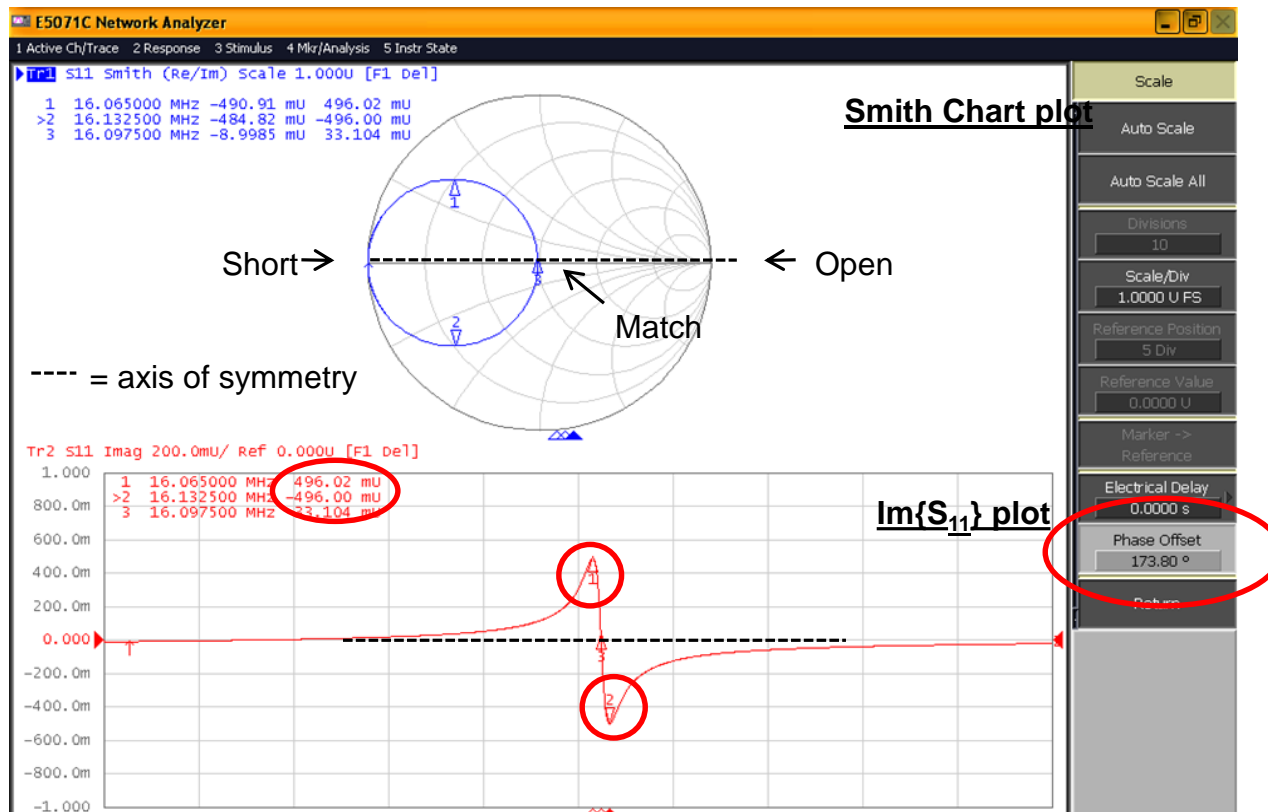 E5071C Network Analyzer
1 Active Ch/Trace 2 Response 3 Stimulus 4 Mkr/Analysis 5 Instr State
Tr1 S11 Smith (Re/Im) Scale 1.000U [F1 Del]
1 16.065000 MHz -490.91 mU 496.02 mU
>2 16.132500 MHz -484.82 mU -496.00 mU
3 16.097500 MHz -8.9985 mU 33.104 mU
Smith Chart plot
1
Short
Open
3
2
Match
---- = axis of symmetry
Tr2 S11 Imag 200.0mU/ Ref 0.000U [F1 Del]
1 16.065000 MHz 496.02 mU
>2 16.132500 MHz -496.00 mU
3 16.097500 MHz 33.104 mU
Im{S11} plot
1.000
800.0m
600.0m
400.0m
200.0m
0.000
-200.0m
-400.0m
-600.0m
-800.0m
-1.000
1
3
2
Scale
Auto Scale
Auto Scale All
Divisions
10
Scale/Div
1.0000 U FS
Reference Position
5 Div
Reference Value
0.0000 U
Marker ->
Reference
Electrical Delay
0.0000 s
Phase Offset
173.80 °
Return